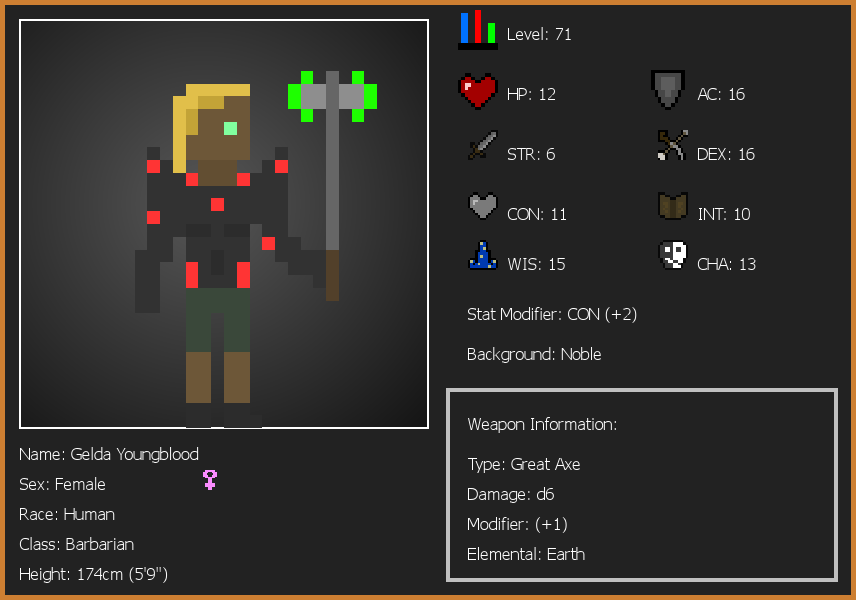 Level: 71
HP: 12
AC: 16
STR: 6
DEX: 16
CON: 11
INT: 10
WIS: 15
CHA: 13
Stat Modifier: CON (+2)
Background: Noble
Weapon Information:
Type: Great Axe
Damage: d6
Modifier: (+1)
Elemental: Earth
Name: Gelda Youngblood
Sex: Female
Race: Human
Class: Barbarian
Height: 174cm (5'9")